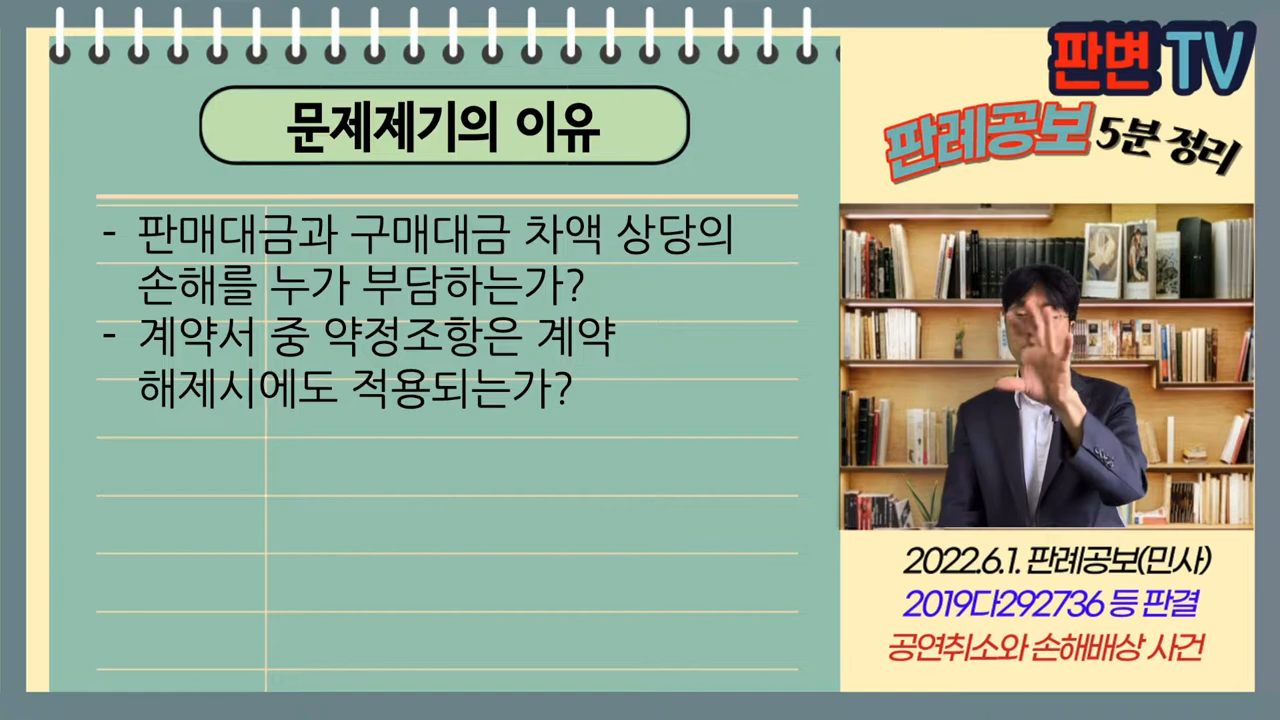 문제제기의 이유
- 판매대금과 구매대금 차액 상당의
손해를 누가 부담하는가?
- 계약서 중 약정조항은 계약
해제시에도 적용되는가?
판변 TV
판례공보 5분 정리
2022.6.1. 판례공보(민사)
2019다292736 등 판결
공연취소와 손해배상 사건